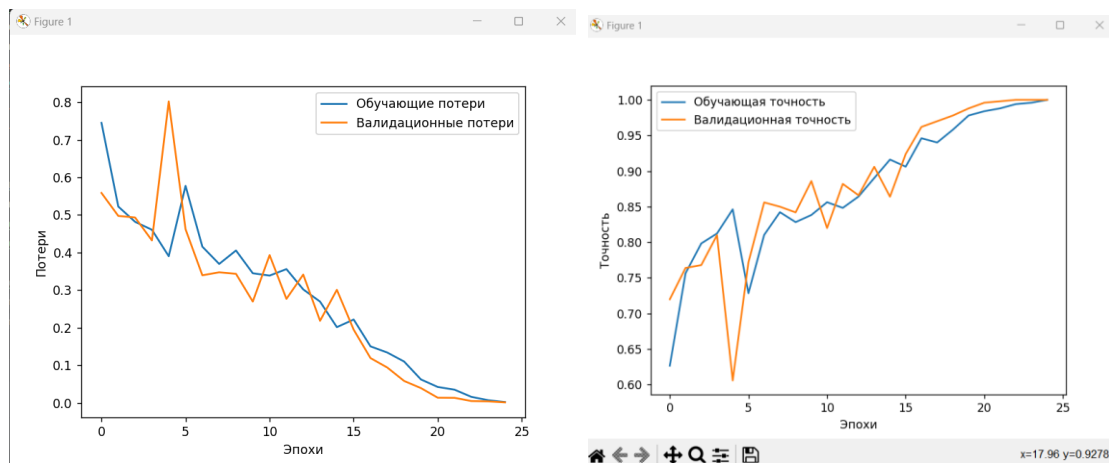 Figure 1
Обучающие потери
Валидационные потери
0.8
0.7
0.6
0.5
0.4
0.3
0.2
0.1
0.0
Потери
0 5 10 15 20 25
Эпохи
Figure 1
Обучающая точность
Валидационная точность
1.00
0.95
0.90
0.85
0.80
0.75
0.70
0.65
0.60
Точность
0 5 10 15 20 25
Эпохи
x=17.96 y=0.9278